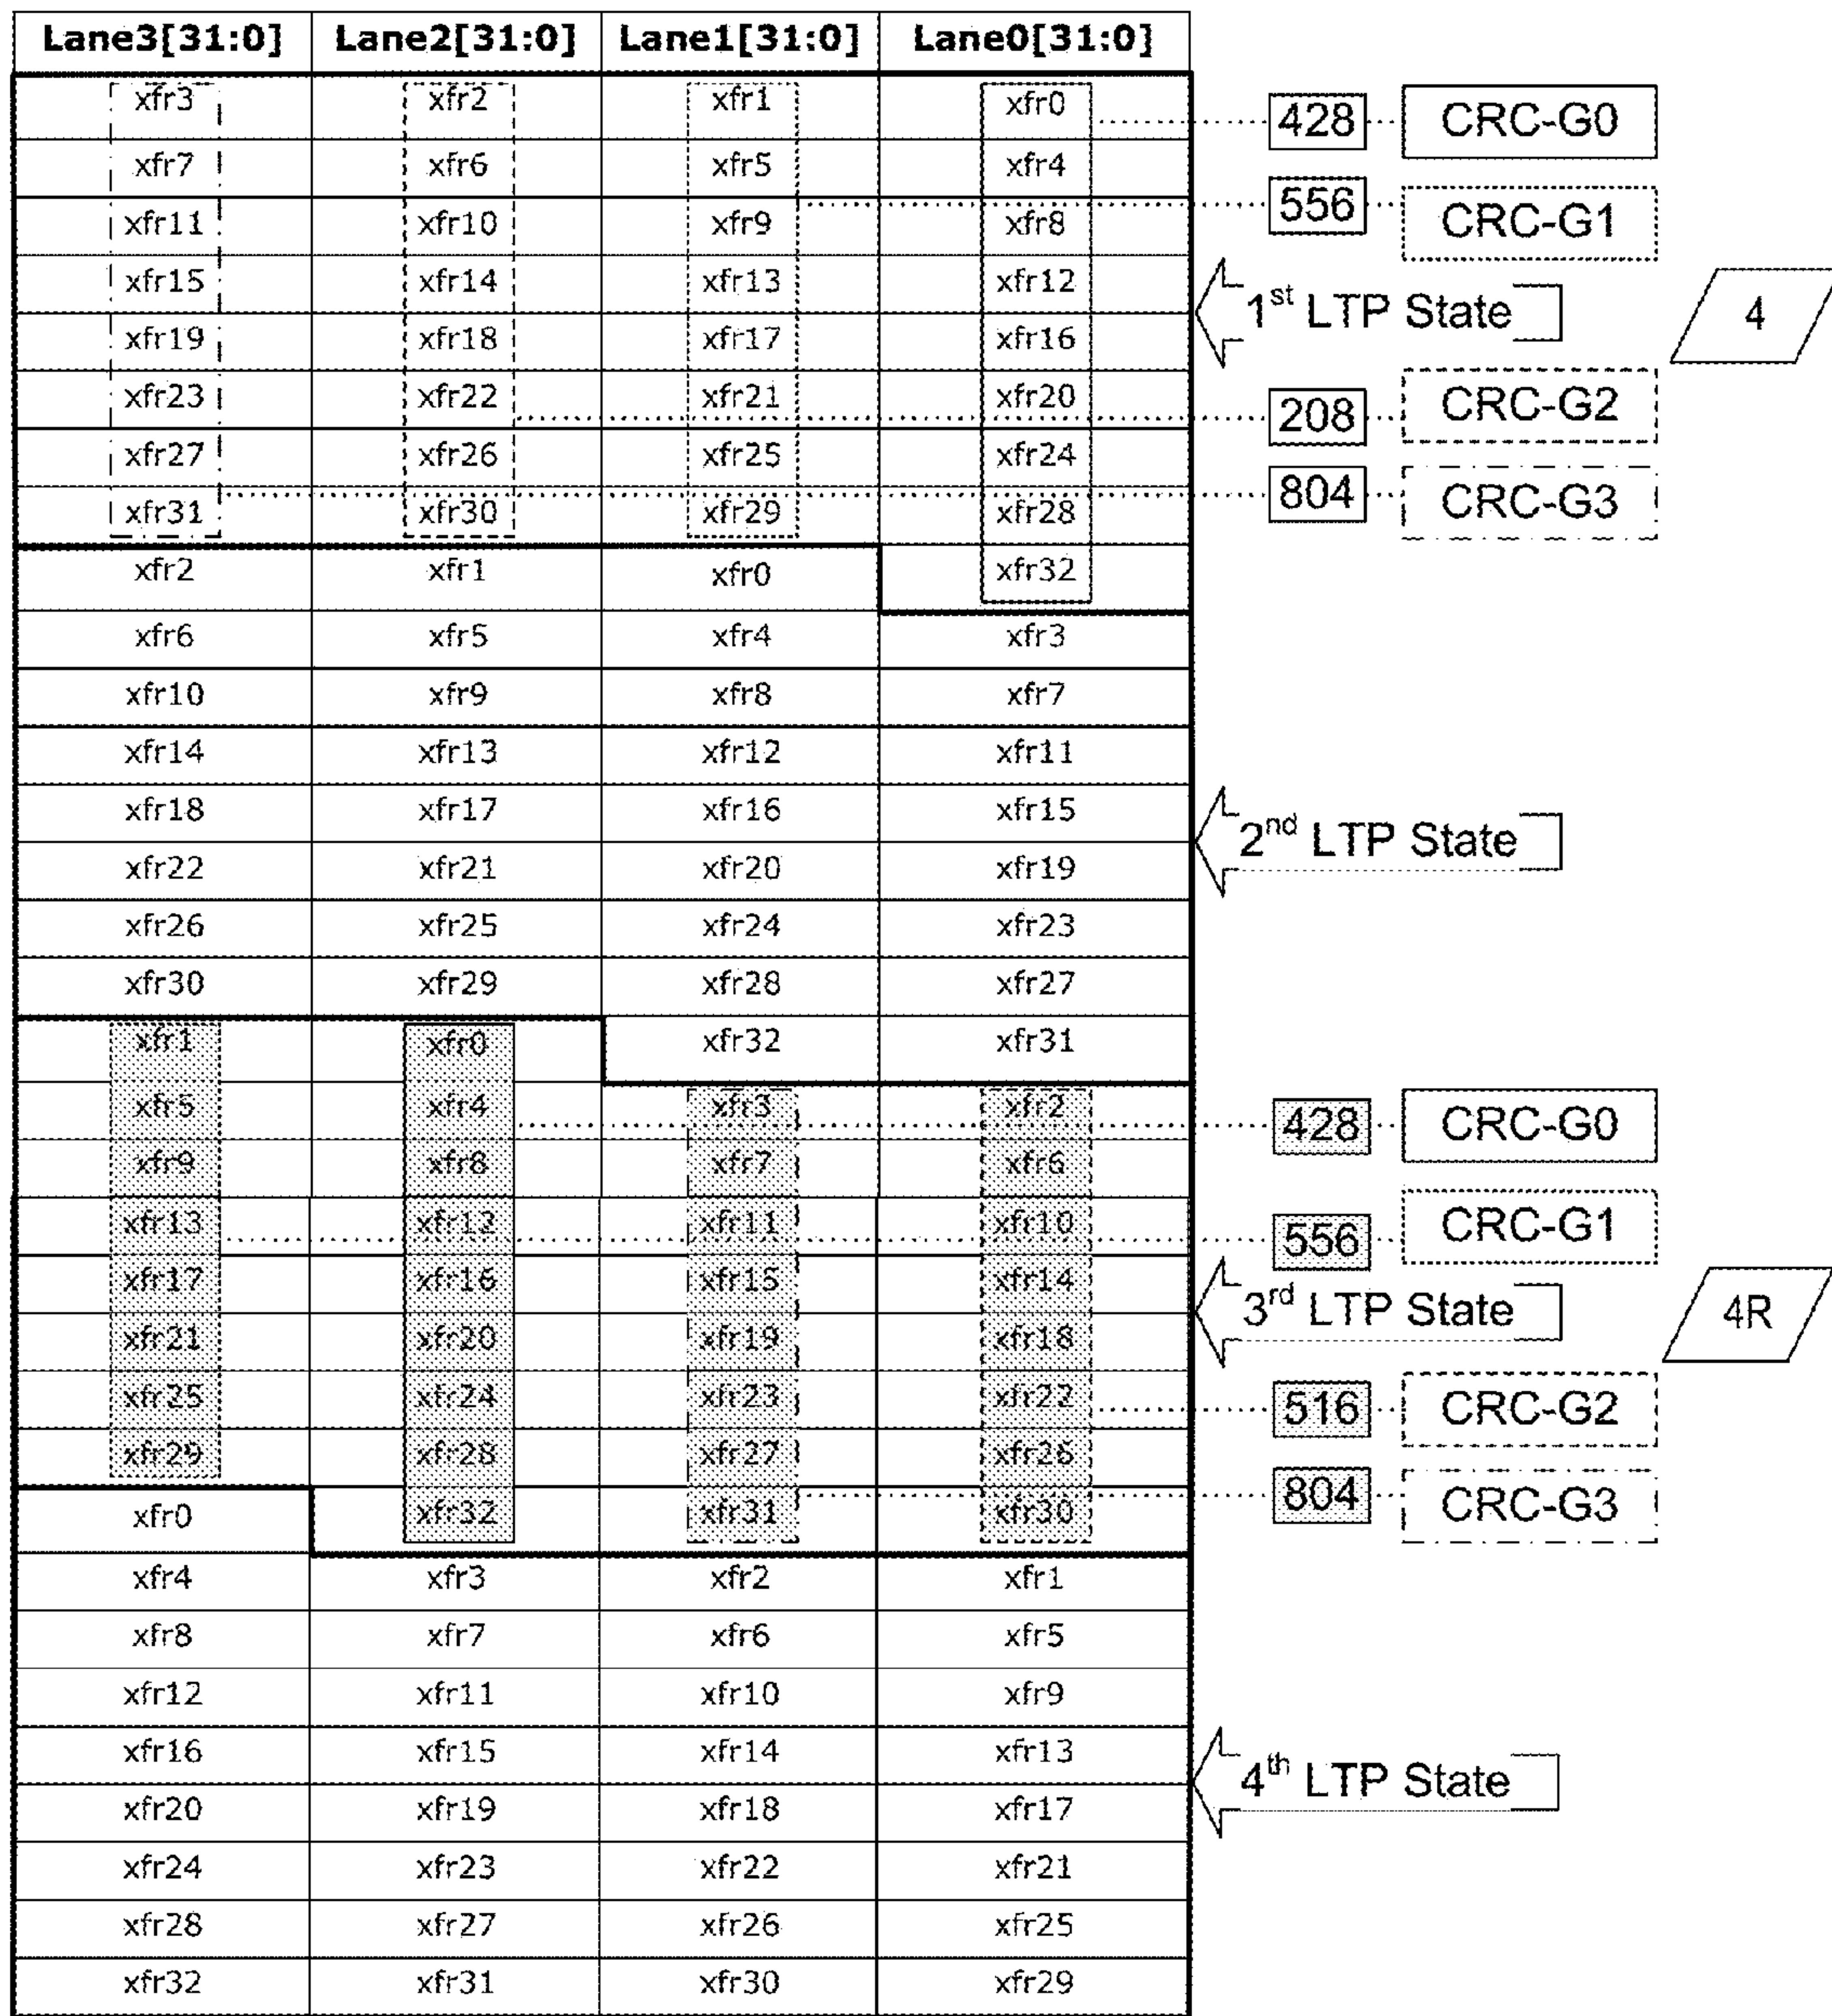 Lane3[31:0] Lane2[31:0] Lane1[31:0] Lane0[31:0]
xfr3 xfr2 xfr1 xfr0 428 CRC-G0
xfr7 xfr6 xfr5 xfr4
xfr11 xfr10 xfr9 xfr8 556 CRC-G1
xfr15 xfr14 xfr13 xfr12 1st LTP State 4
xfr19 xfr18 xfr17 xfr16
xfr23 xfr22 xfr21 xfr20 208 CRC-G2
xfr27 xfr26 xfr25 xfr24
xfr31 xfr30 xfr29 xfr28 804 CRC-G3
xfr2 xfr1 xfr0 xfr32
xfr6 xfr5 xfr4 xfr3
xfr10 xfr9 xfr8 xfr7
xfr14 xfr13 xfr12 xfr11
xfr18 xfr17 xfr16 xfr15 2nd LTP State
xfr22 xfr21 xfr20 xfr19
xfr26 xfr25 xfr24 xfr23
xfr30 xfr29 xfr28 xfr27
xfr1 xfr0 xfr32 xfr31
xfr5 xfr4 xfr3 xfr2 428 CRC-G0
xfr9 xfr8 xfr7 xfr6
xfr13 xfr12 xfr11 xfr10 556 CRC-G1
xfr17 xfr16 xfr15 xfr14 3rd LTP State 4R
xfr21 xfr20 xfr19 xfr18
xfr25 xfr24 xfr23 xfr22 516 CRC-G2
xfr29 xfr28 xfr27 xfr26
xfr0 xfr32 xfr31 xfr30 804 CRC-G3
xfr4 xfr3 xfr2 xfr1
xfr8 xfr7 xfr6 xfr5
xfr12 xfr11 xfr10 xfr9
xfr16 xfr15 xfr14 xfr13 4th LTP State
xfr20 xfr19 xfr18 xfr17
xfr24 xfr23 xfr22 xfr21
xfr28 xfr27 xfr26 xfr25
xfr32 xfr31 xfr30 xfr29